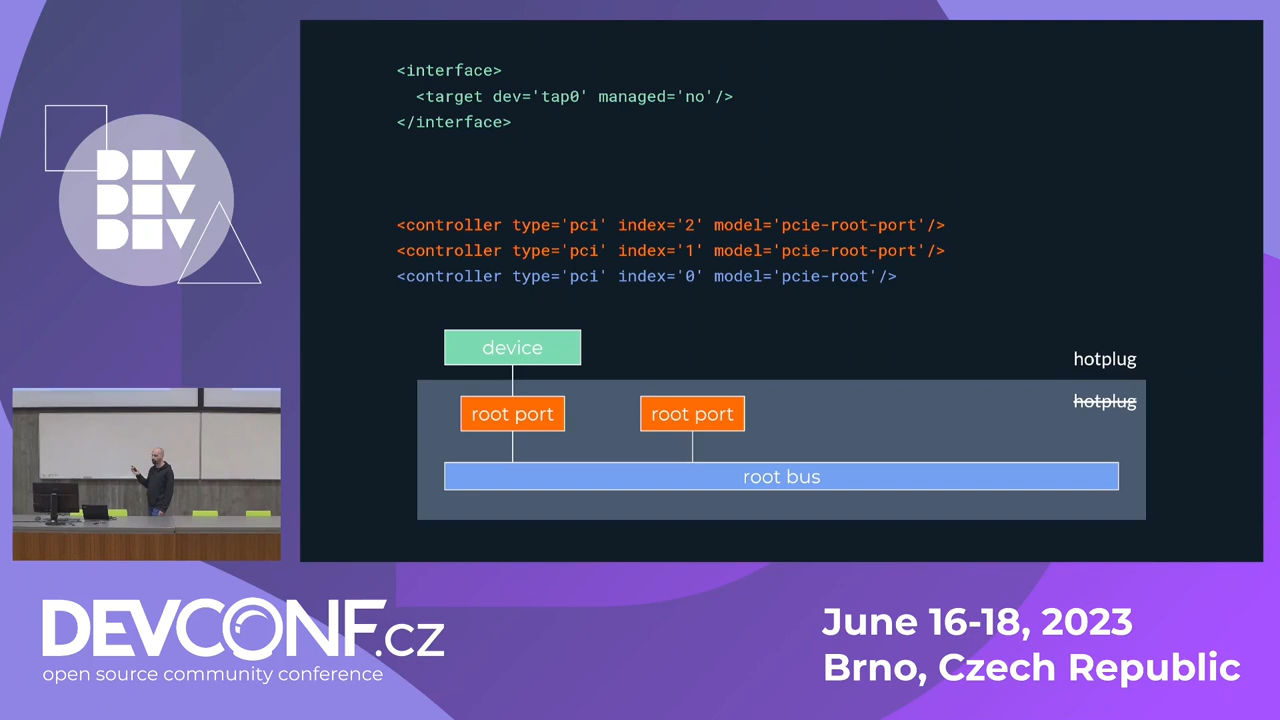 <interface>
<target dev='tap0' managed='no'/>
</interface>
<controller type='pci' index='2' model='pcie-root-port'/>
<controller type='pci' index='1' model='pcie-root-port'/>
<controller type='pci' index='0' model='pcie-root'/>
device
hotplug
hotplug
root port
root port
root bus
DEV
DEV
DEV
DEVCONF.cz
open source community conference
June 16-18, 2023
Brno, Czech Republic